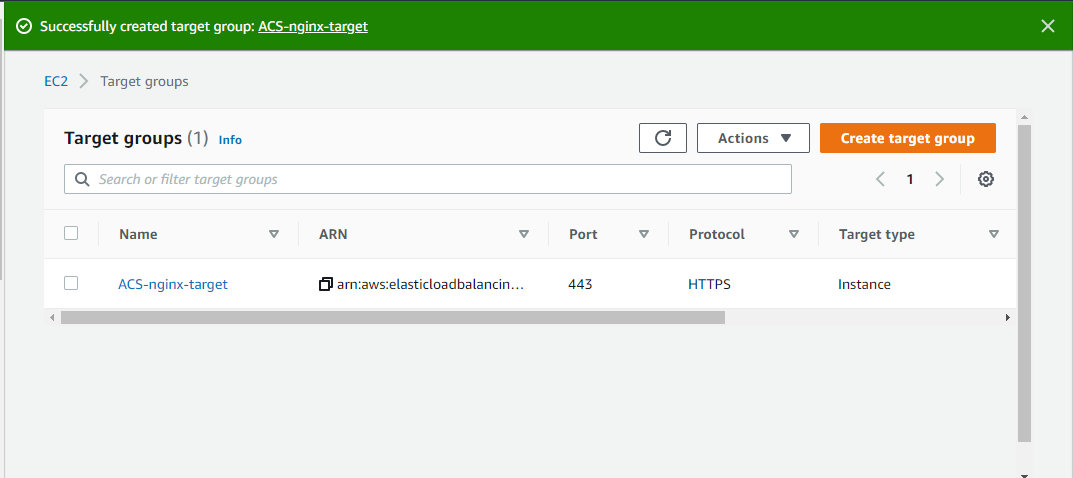 Successfully created target group: ACS-nginx-target
EC2 Target groups
Target groups (1) Info Actions Create target group
Search or filter target groups 1
Name ARN Port Protocol Target type
ACS-nginx-target arn:aws:elasticloadbalancin... 443 HTTPS Instance